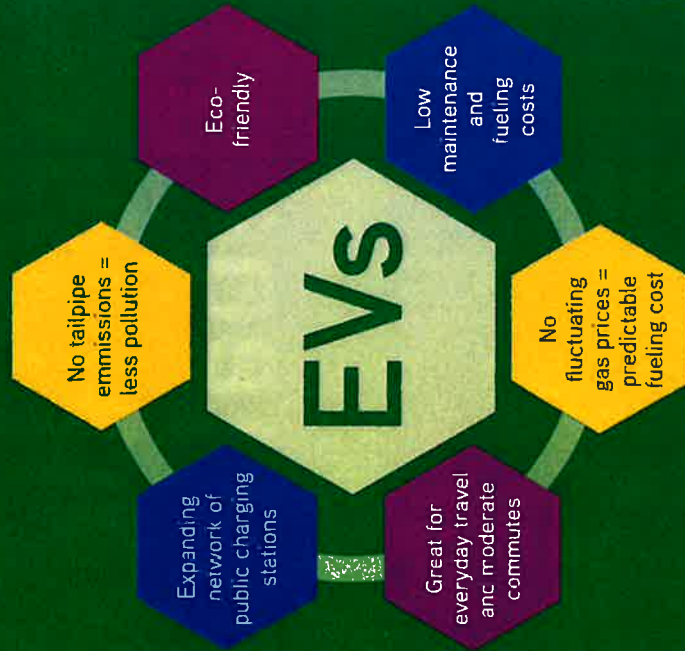 No tailpipe
emmissions =
less pollution
Eco-
friendly
Low
maintenance
and
fueling
costs
No
fluctuating
gas prices =
predictable
fueling cost
Great for
everyday travel
and moderate
commutes
Expanding
network of
public charging
stations
EVs